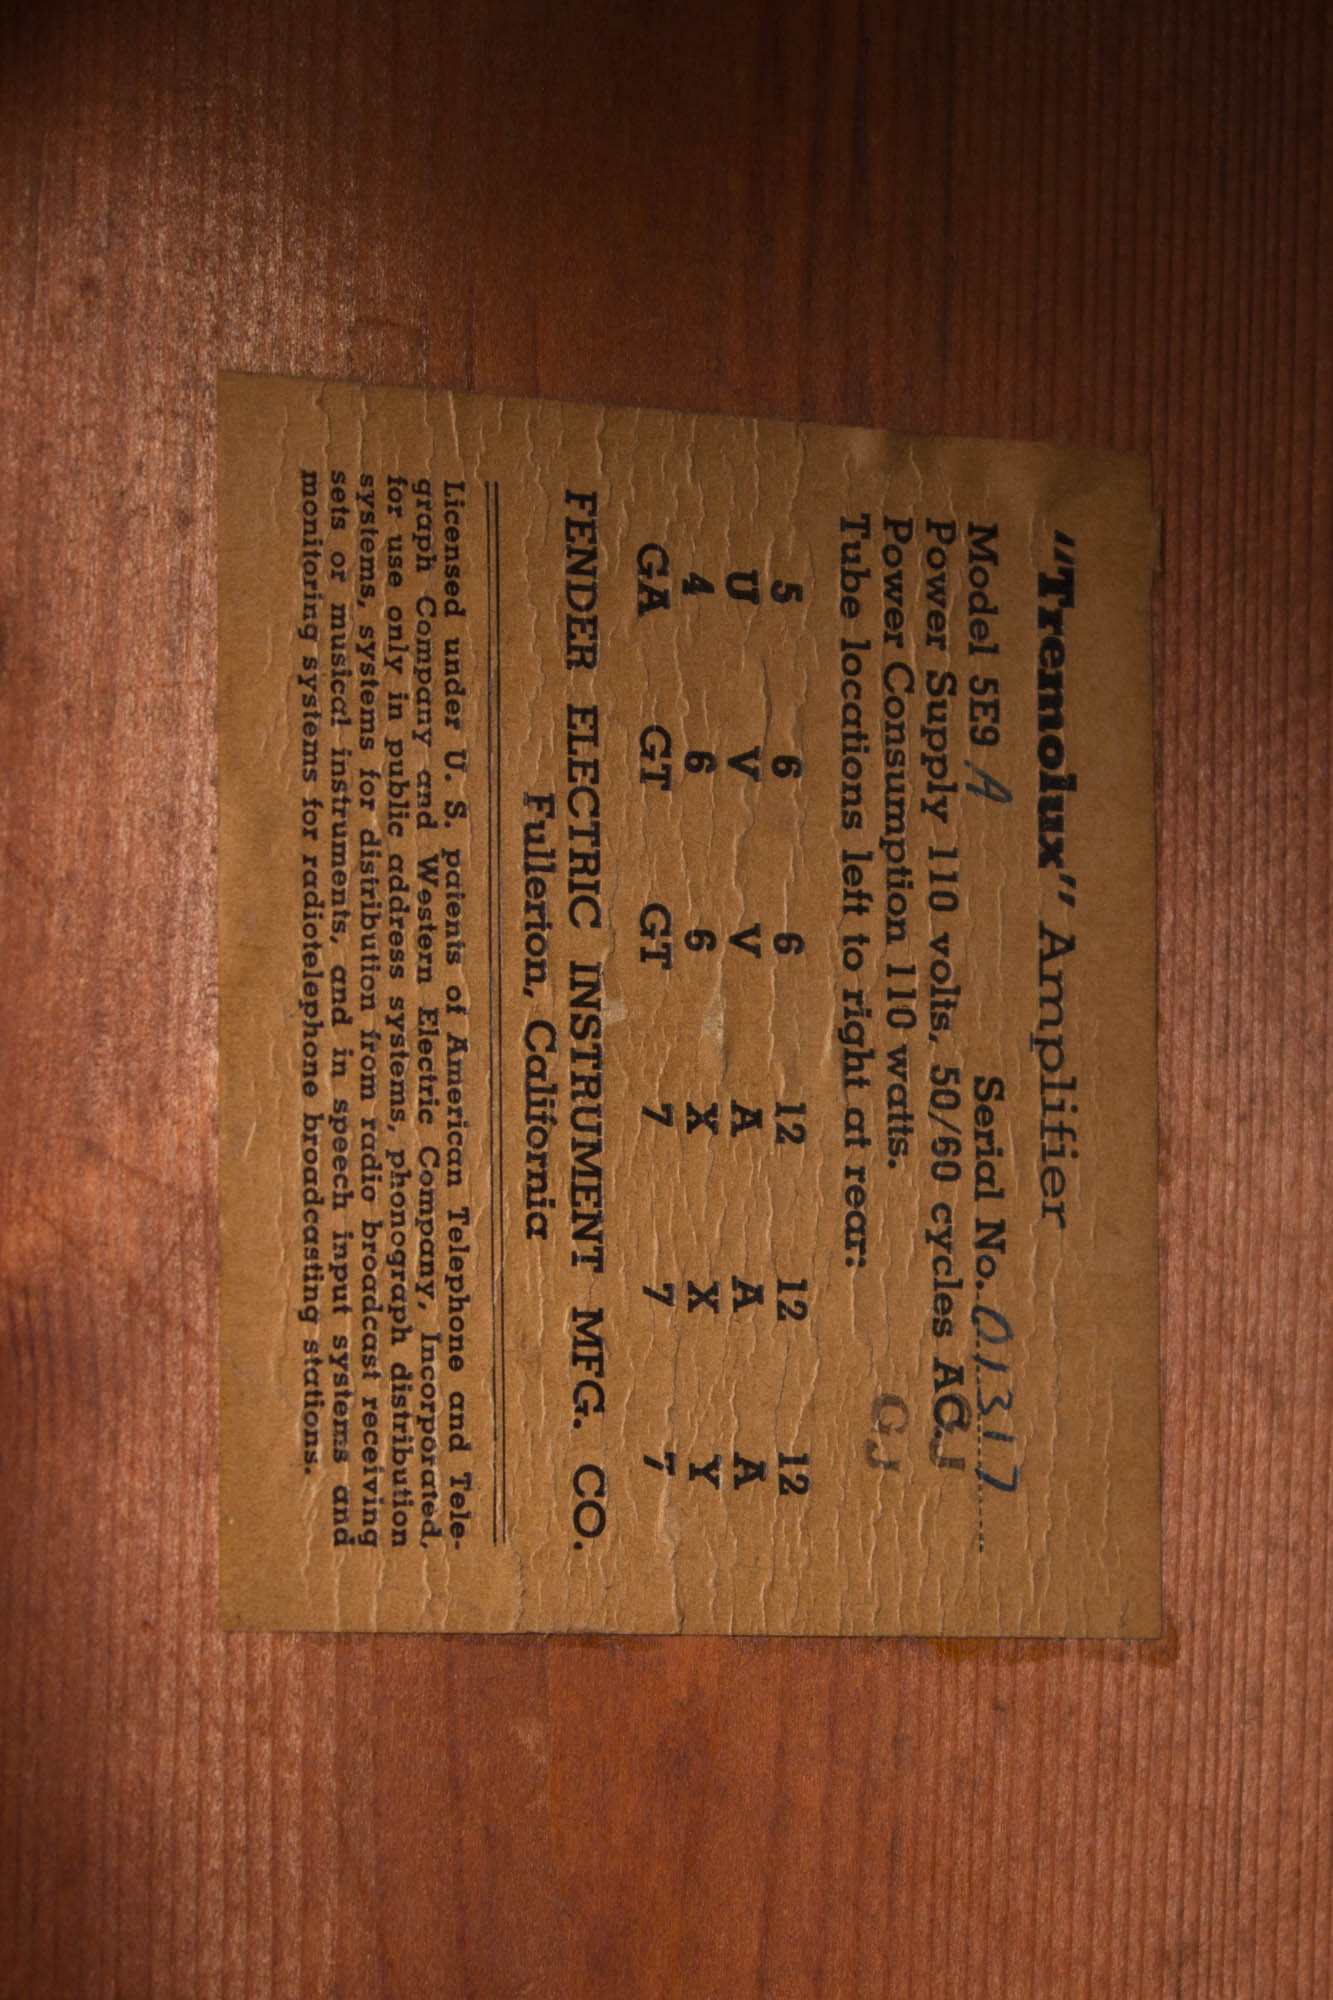 "Tremolux" Amplifier
Model 5E9 A Serial No. 01317
Power Supply 110 volts, 50/60 cycles AC. GJ
Power Consumption 110 watts.
GJ
Tube locations left to right at rear:
5 6 6 12 12 12
U V V A A A
4 6 6 X X Y
GA GT GT 7 7 7
FENDER ELECTRIC INSTRUMENT MFG. CO.
Fullerton, California
Licensed under U. S. patents of American Telephone and Tele-
graph Company and Western Electric Company, Incorporated,
for use only in public address systems, phonograph distribution
systems, systems for distribution from radio broadcast receiving
sets or musical instruments, and in speech input systems and
monitoring systems for radiotelephone broadcasting stations.